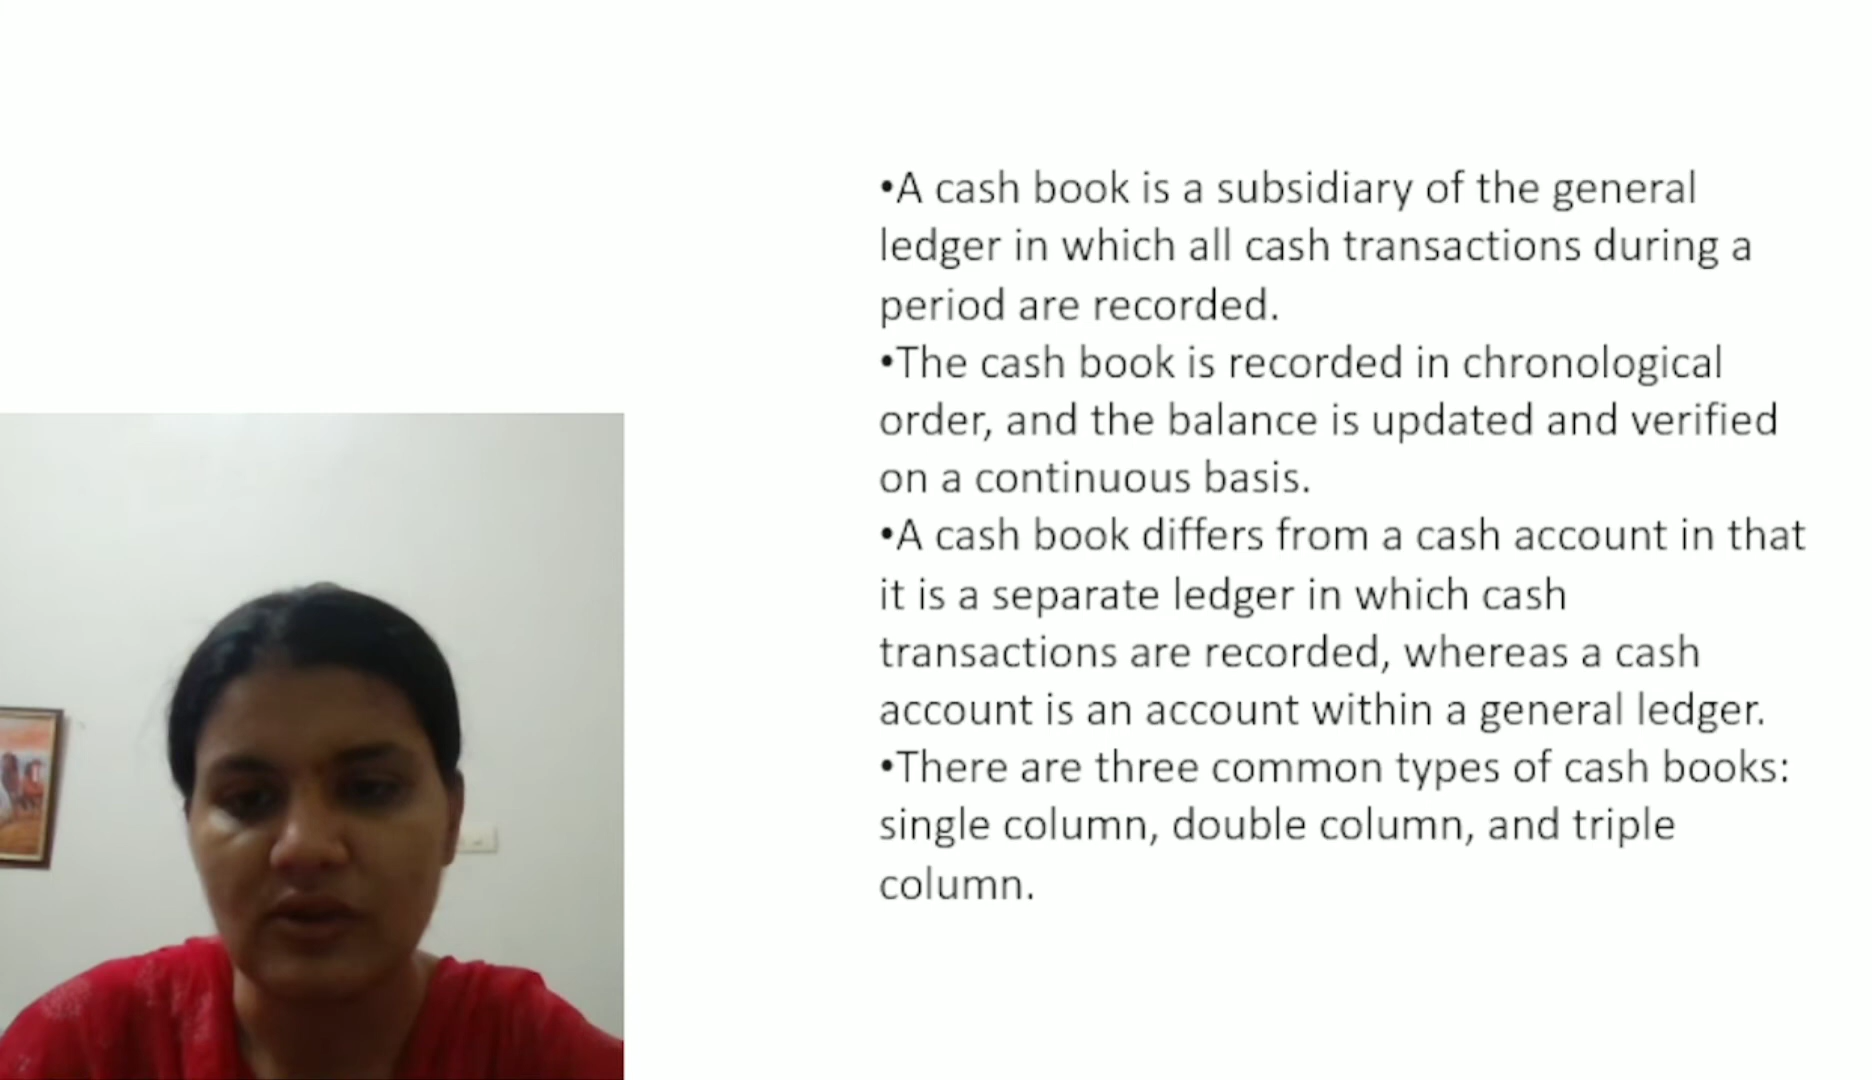 •A cash book is a subsidiary of the general
ledger in which all cash transactions during a
period are recorded.
•The cash book is recorded in chronological
order, and the balance is updated and verified
on a continuous basis.
•A cash book differs from a cash account in that
it is a separate ledger in which cash
transactions are recorded, whereas a cash
account is an account within a general ledger.
•There are three common types of cash books:
single column, double column, and triple
column.